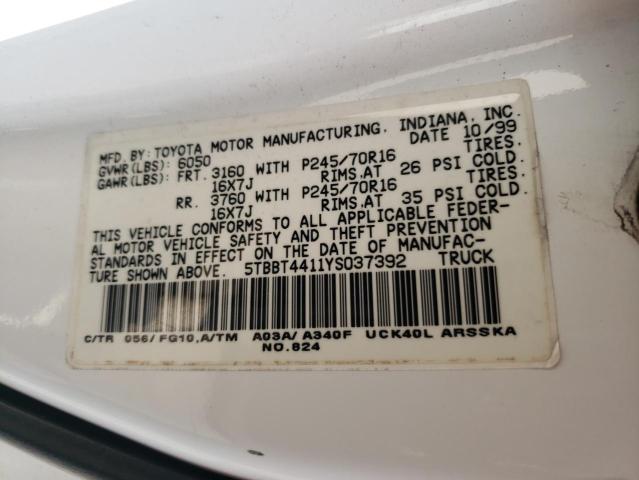 MFD. BY: TOYOTA MOTOR MANUFACTURING, INDIANA, INC.
GVWR(LBS): 6050 DATE 10/99
GAWR(LBS): FRT. 3160 WITH P245/70R16 TIRES.
16X7J RIMS.AT 26 PSI COLD.
RR. 3760 WITH P245/70R16 TIRES.
16X7J RIMS.AT 35 PSI COLD.
THIS VEHICLE CONFORMS TO ALL APPLICABLE FEDER-
AL MOTOR VEHICLE SAFETY AND THEFT PREVENTION
STANDARDS IN EFFECT ON THE DATE OF MANUFAC-
TURE SHOWN ABOVE. 5TBBT4411YS037392 TRUCK
C/TR 056/FG10,A/TM A03A/A340F UCK40L ARSSKA
NO.824